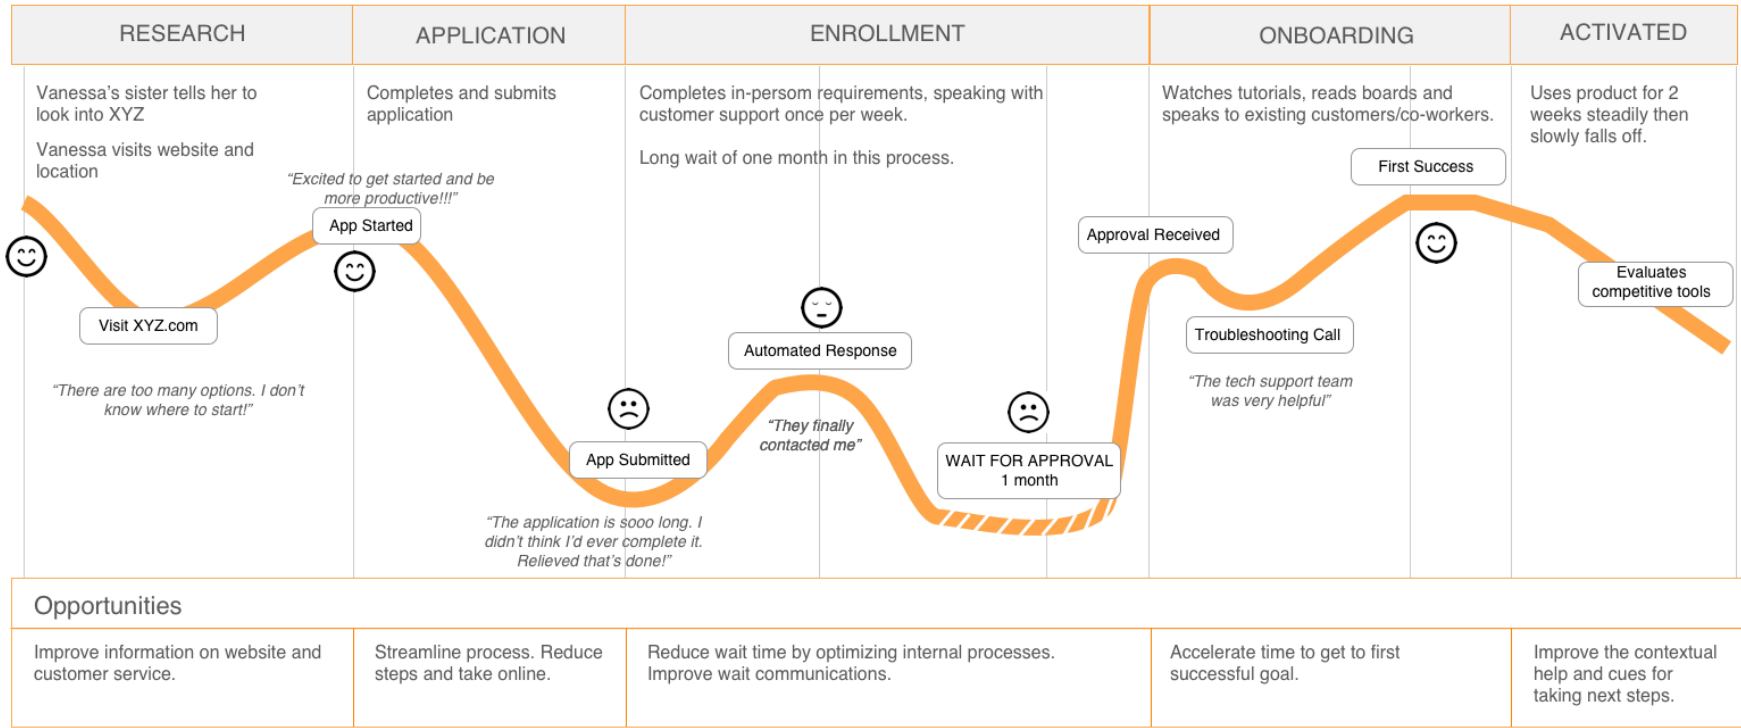 RESEARCH
APPLICATION
ENROLLMENT
ONBOARDING
ACTIVATED
Vanessa's sister tells her to
look into XYZ
Vanessa visits website and
location
Completes and submits
application
Completes in-persom requirements, speaking with
customer support once per week.
Long wait of one month in this process.
Watches tutorials, reads boards and
speaks to existing customers/co-workers.
Uses product for 2
weeks steadily then
slowly falls off.
“Excited to get started and be
more productive!!!”
App Started
Visit XYZ.com
“There are too many options. I don't
know where to start!”
App Submitted
“The application is sooo long. I
didn't think I'd ever complete it.
Relieved that's done!”
Automated Response
“They finally
contacted me”
WAIT FOR APPROVAL
1 month
Approval Received
Troubleshooting Call
“The tech support team
was very helpful”
First Success
Evaluates
competitive tools
Opportunities
Improve information on website and
customer service.
Streamline process. Reduce
steps and take online.
Reduce wait time by optimizing internal processes.
Improve wait communications.
Accelerate time to get to first
successful goal.
Improve the contextual
help and cues for
taking next steps.